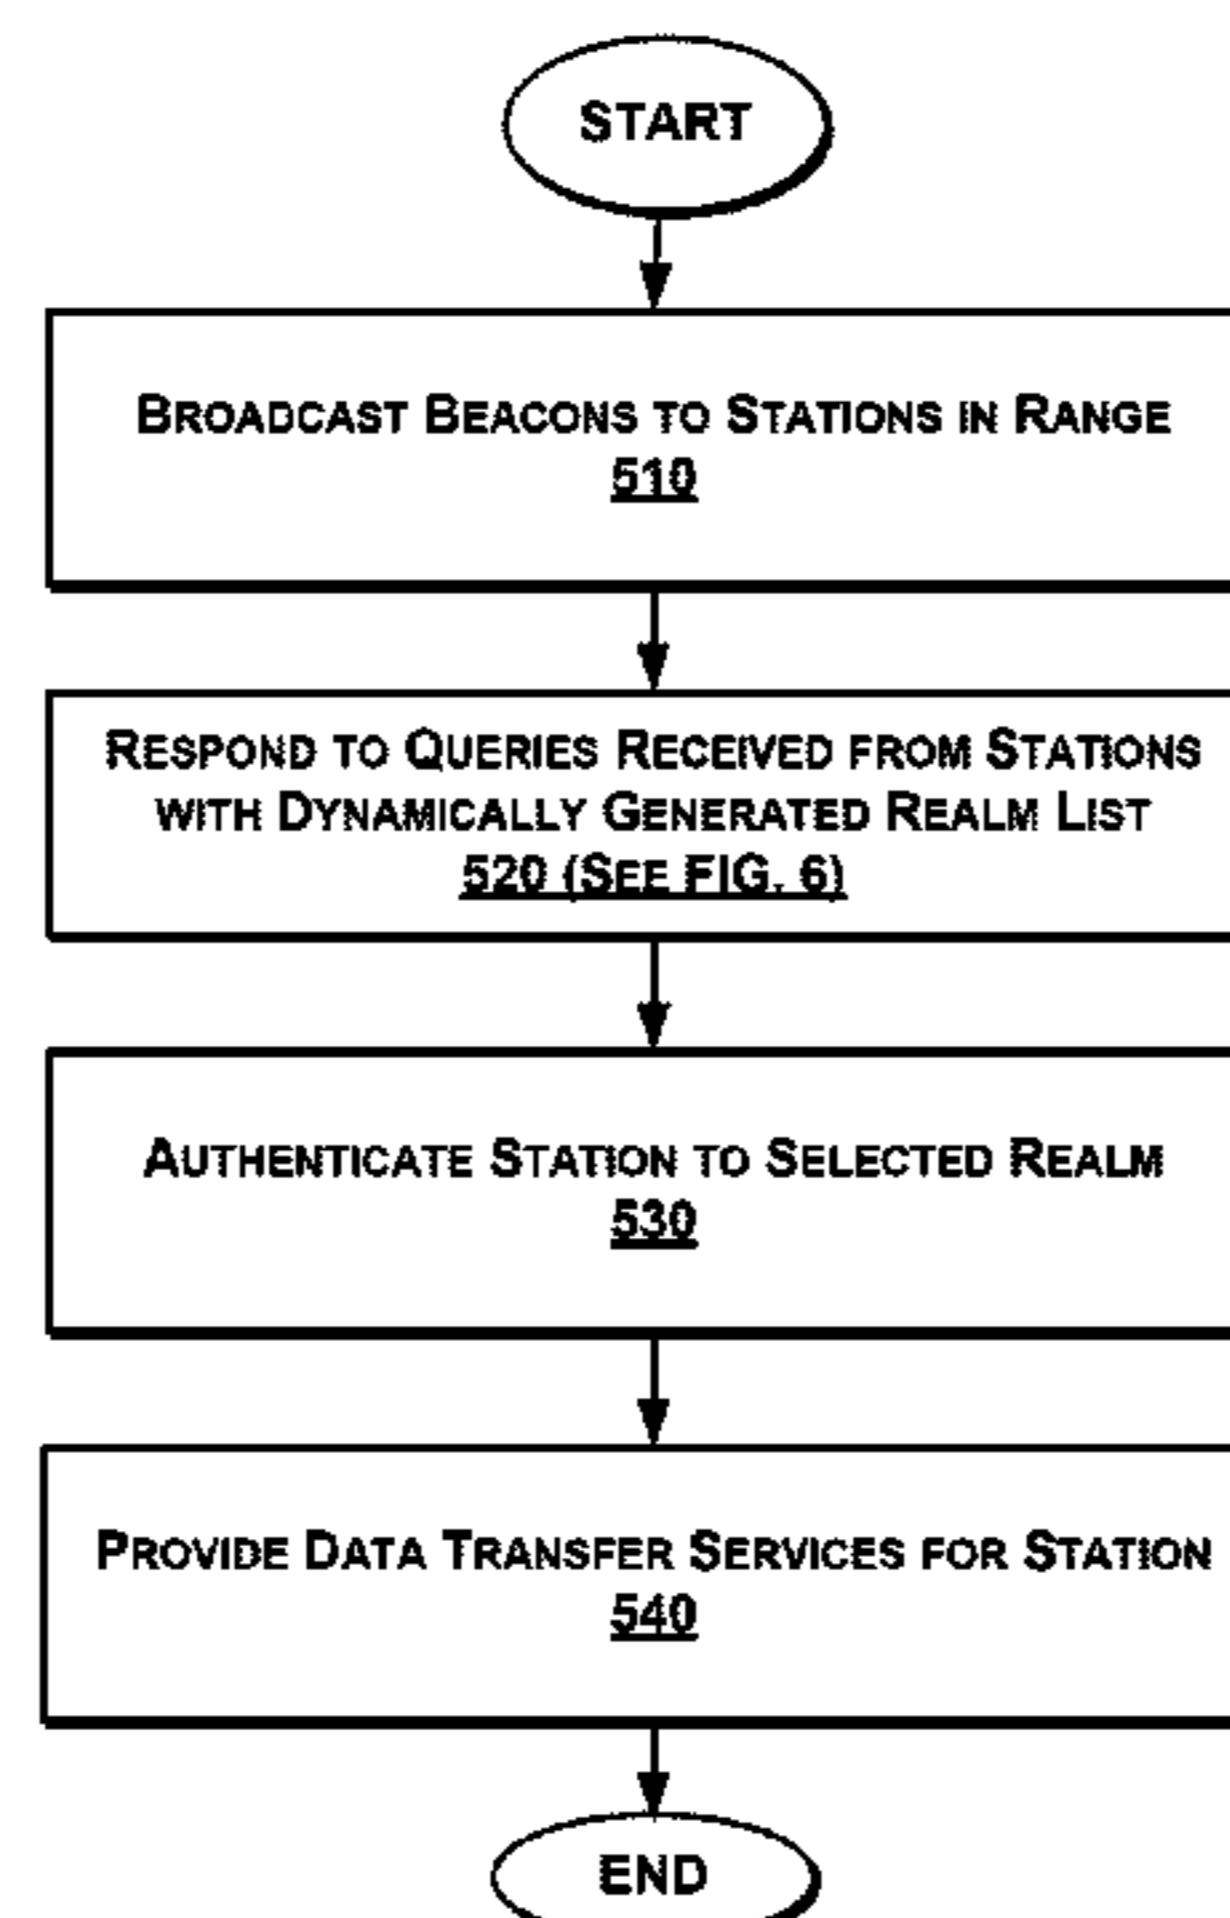 START
BROADCAST BEACONS TO STATIONS IN RANGE
510
RESPOND TO QUERIES RECEIVED FROM STATIONS
WITH DYNAMICALLY GENERATED REALM LIST
520 (SEE FIG. 6)
AUTHENTICATE STATION TO SELECTED REALM
530
PROVIDE DATA TRANSFER SERVICES FOR STATION
540
END